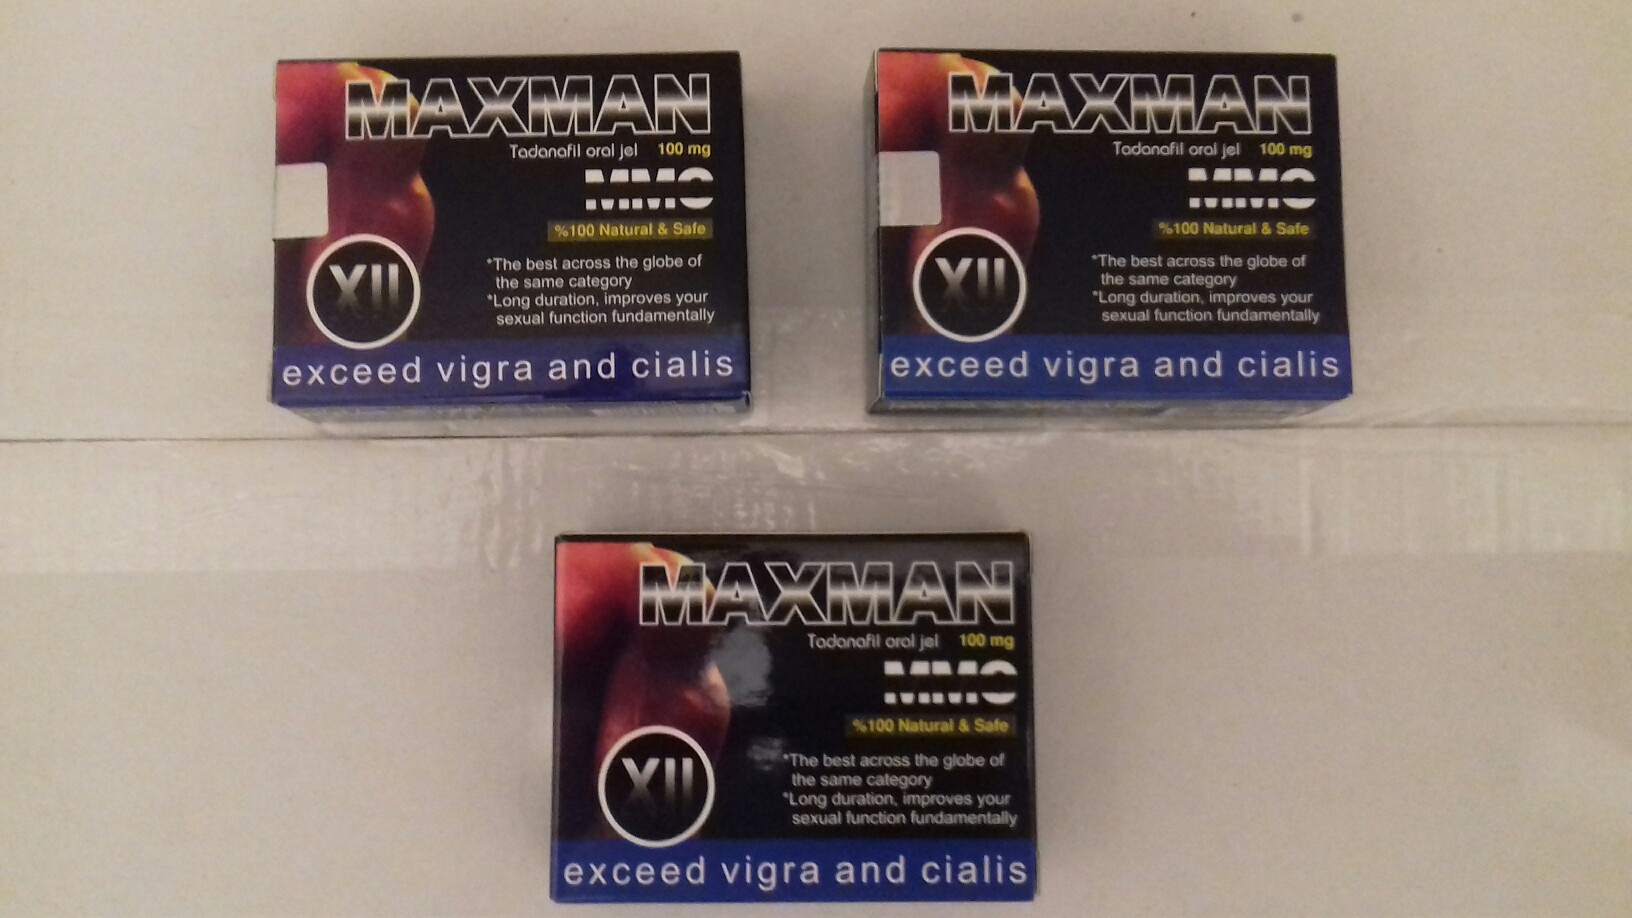 MAXMAN
Tadanafil oral jel 100 mg
MMC
%100 Natural & Safe
*The best across the globe of
the same category
*Long duration, improves your
sexual function fundamentally
XII
exceed vigra and cialis
MAXMAN
Tadanafil oral jel 100 mg
MMC
%100 Natural & Safe
*The best across the globe of
the same category
*Long duration, improves your
sexual function fundamentally
XII
exceed vigra and cialis
MAXMAN
Tadanafil oral jel 100 mg
MMC
%100 Natural & Safe
*The best across the globe of
the same category
*Long duration, improves your
sexual function fundamentally
XII
exceed vigra and cialis